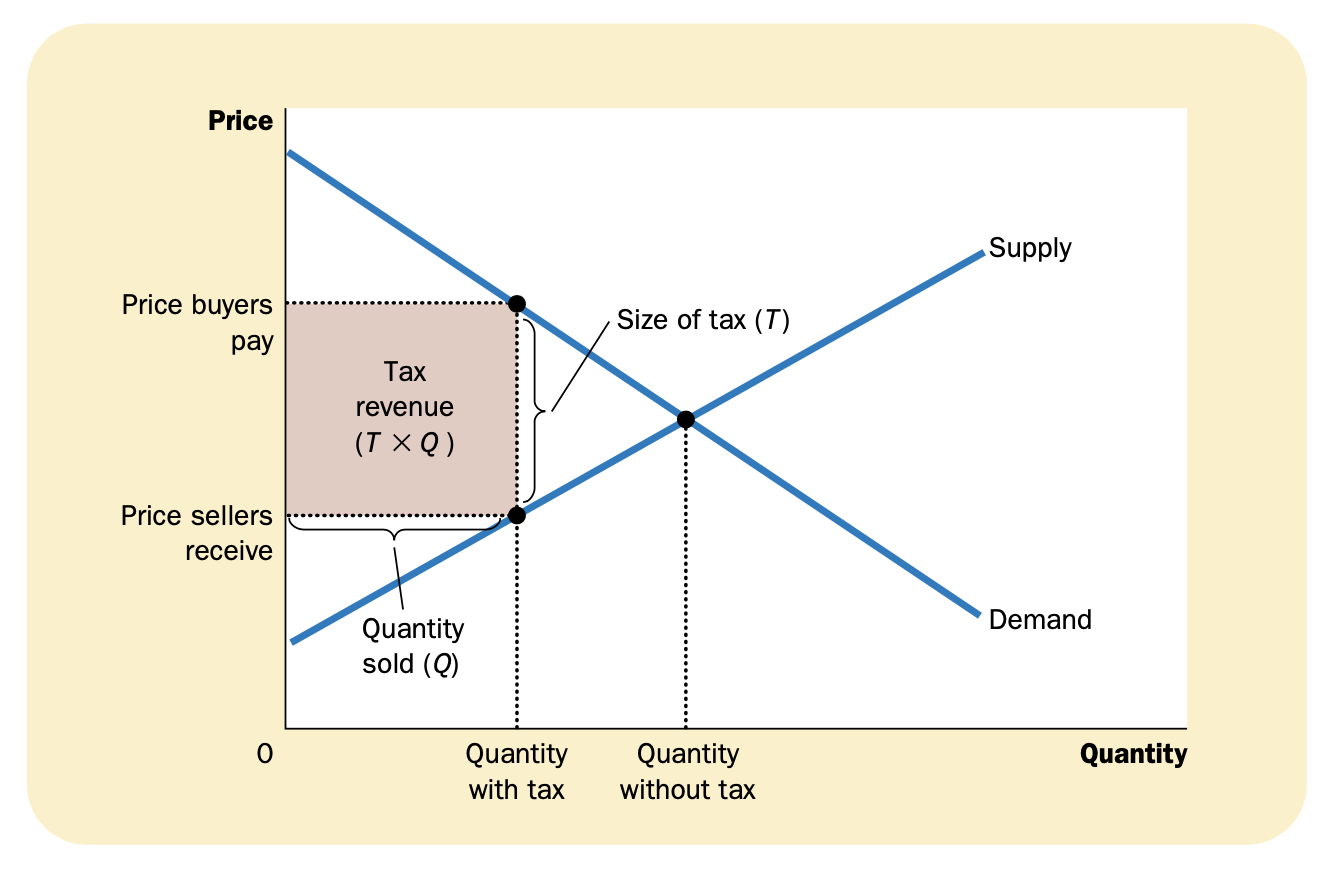 Price
Supply
Price buyers
pay
Size of tax (T)
Tax
revenue
(T × Q )
Price sellers
receive
Quantity
sold (Q)
Demand
0
Quantity
with tax
Quantity
without tax
Quantity